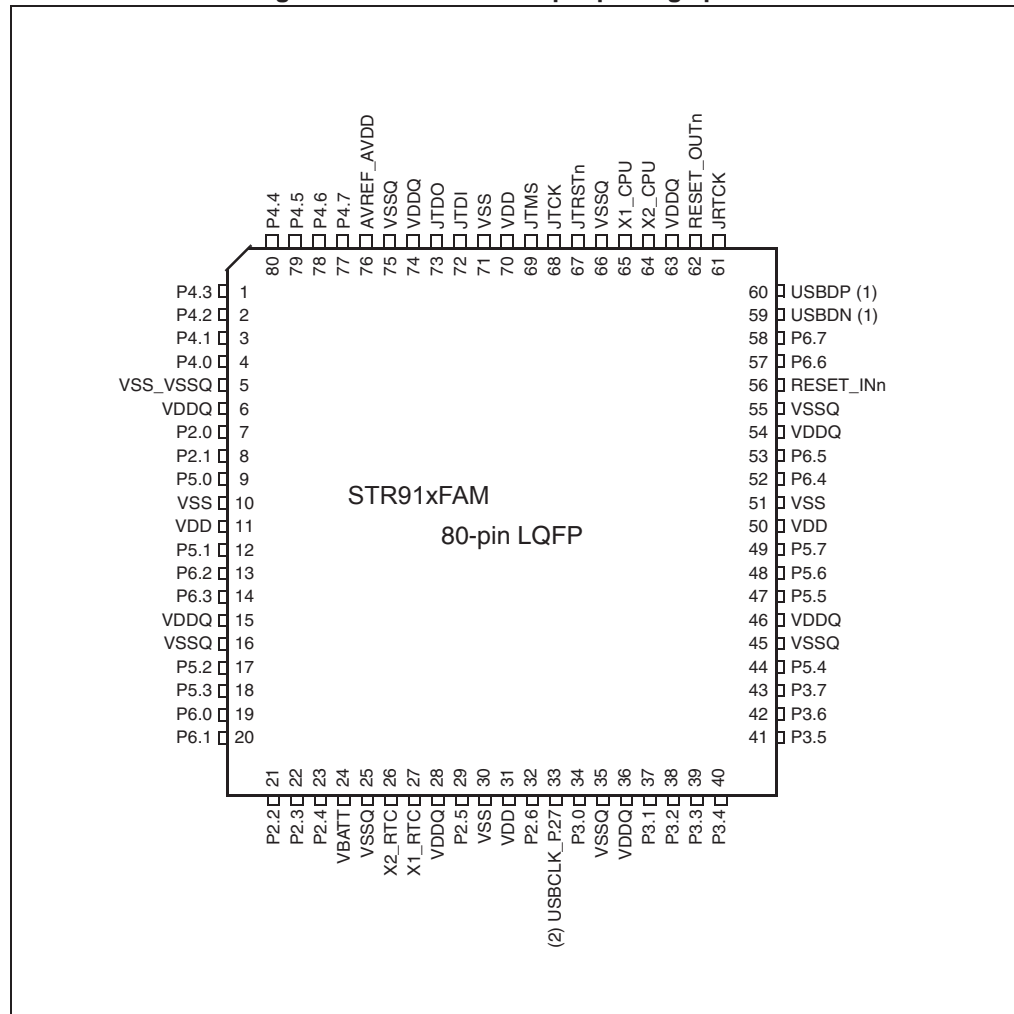 P4.4
P4.5
P4.6
P4.7
AVREF_AVDD
VSSQ
VDDQ
JTDO
JTDI
VSS
VDD
JTMS
JTCK
JTRSTn
VSSQ
X1_CPU
X2_CPU
VDDQ
RESET_OUTn
JRTCK
80
79
78
77
76
75
74
73
72
71
70
69
68
67
66
65
64
63
62
61
P4.3 1
P4.2 2
P4.1 3
P4.0 4
VSS_VSSQ 5
VDDQ 6
P2.0 7
P2.1 8
P5.0 9
VSS 10
VDD 11
P5.1 12
P6.2 13
P6.3 14
VDDQ 15
VSSQ 16
P5.2 17
P5.3 18
P6.0 19
P6.1 20
STR91xFAM
80-pin LQFP
60 USBDP (1)
59 USBDN (1)
58 P6.7
57 P6.6
56 RESET_INn
55 VSSQ
54 VDDQ
53 P6.5
52 P6.4
51 VSS
50 VDD
49 P5.7
48 P5.6
47 P5.5
46 VDDQ
45 VSSQ
44 P5.4
43 P3.7
42 P3.6
41 P3.5
21
22
23
24
25
26
27
28
29
30
31
32
33
34
35
36
37
38
39
40
P2.2
P2.3
P2.4
VBATT
VSSQ
X2_RTC
X1_RTC
VDDQ
P2.5
VSS
VDD
P2.6
(2) USBCLK_P2.7
P3.0
VSSQ
VDDQ
P3.1
P3.2
P3.3
P3.4